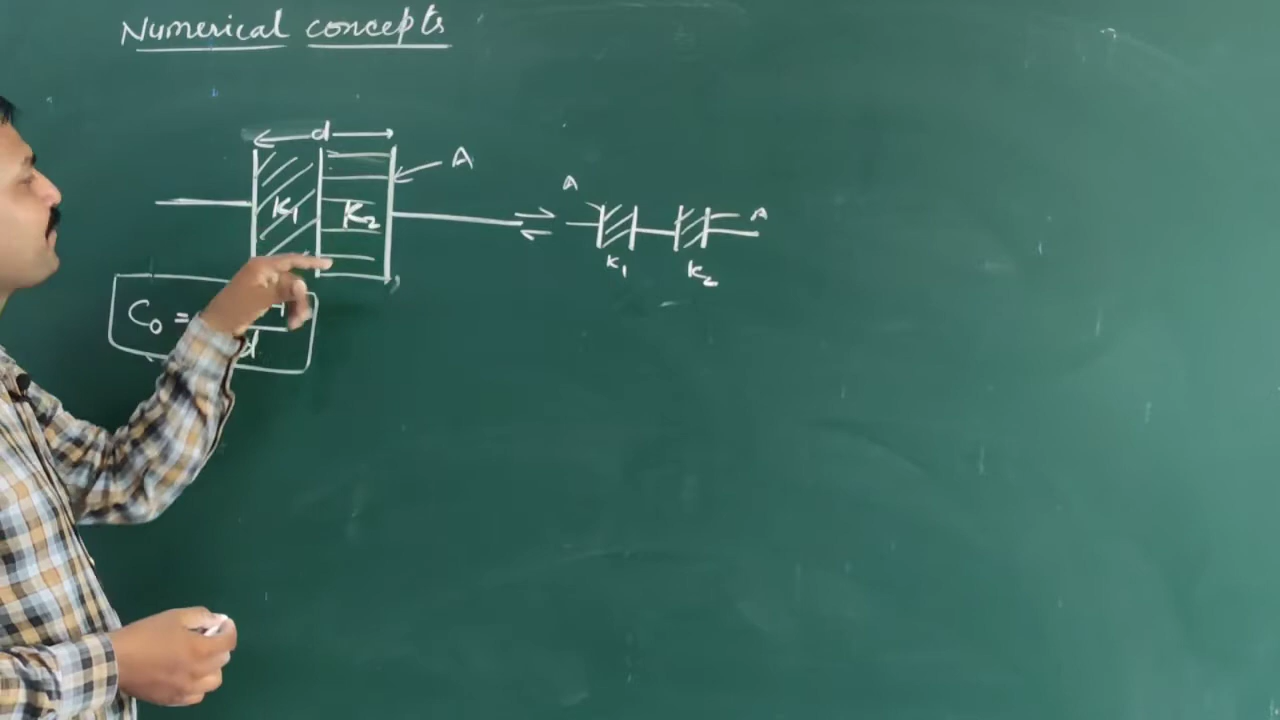 Numerical concepts
d
A
K₁ K₂
A A
K₁ K₂
C₀ =
d